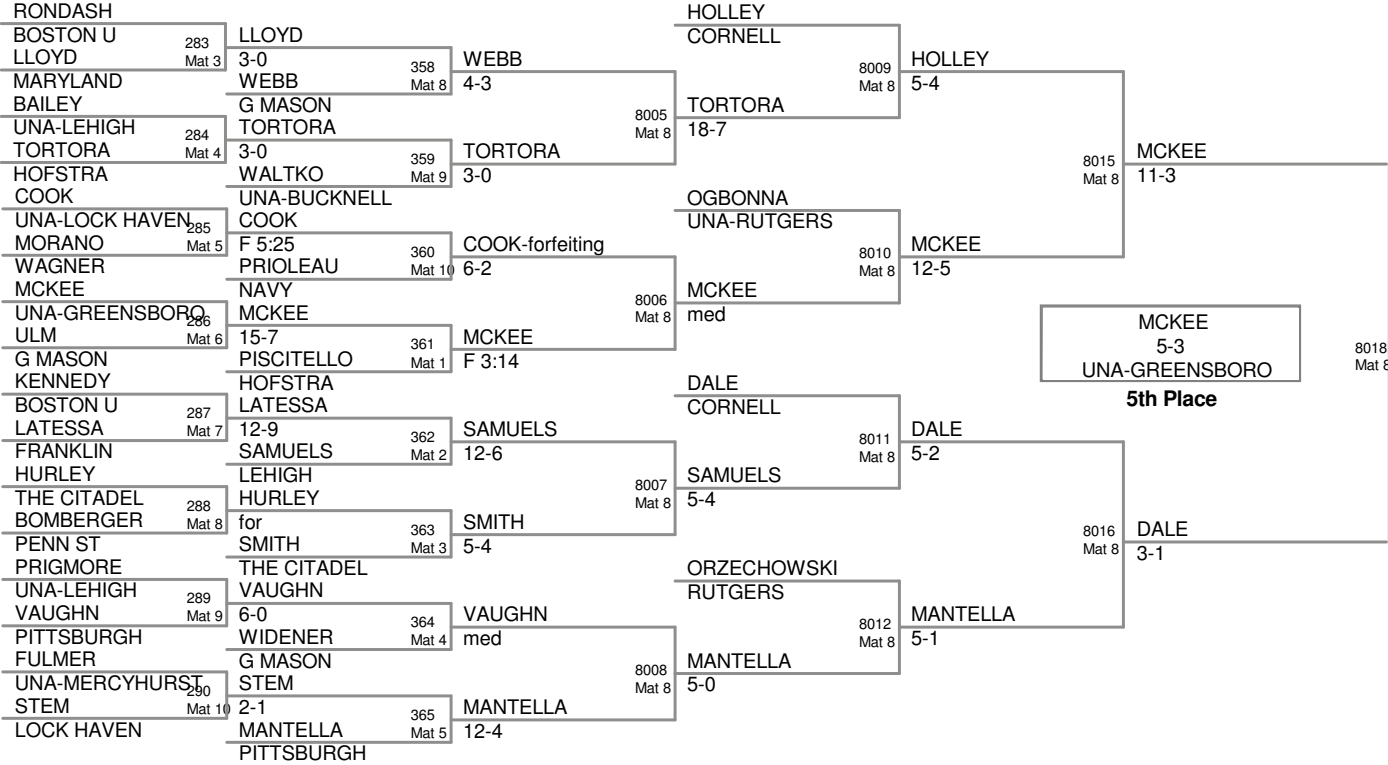 RONDASH
BOSTON U
LLOYD
MARYLAND
BAILEY
UNA-LEHIGH
TORTORA
HOFSTRA
COOK
UNA-LOCK HAVEN
MORANO
WAGNER
MCKEE
UNA-GREENSBORO
ULM
G MASON
KENNEDY
BOSTON U
LATESSA
FRANKLIN
HURLEY
THE CITADEL
BOMBERGER
PENN ST
PRIGMORE
UNA-LEHIGH
VAUGHN
PITTSBURGH
FULMER
UNA-MERCYHURST
STEM
LOCK HAVEN
283
Mat 3
284
Mat 4
285
Mat 5
286
Mat 6
287
Mat 7
288
Mat 8
289
Mat 9
290
Mat 10
LLOYD
3-0
WEBB
G MASON
TORTORA
3-0
WALTKO
UNA-BUCKNELL
COOK
F 5:25
PRIOLEAU
NAVY
MCKEE
15-7
PISCITELLO
HOFSTRA
LATESSA
12-9
SAMUELS
LEHIGH
HURLEY
for
SMITH
THE CITADEL
VAUGHN
6-0
WIDENER
G MASON
STEM
2-1
MANTELLA
PITTSBURGH
358
Mat 8
359
Mat 9
360
Mat 10
361
Mat 1
362
Mat 2
363
Mat 3
364
Mat 4
365
Mat 5
WEBB
4-3
TORTORA
3-0
COOK-forfeiting
6-2
MCKEE
F 3:14
SAMUELS
12-6
SMITH
5-4
VAUGHN
med
MANTELLA
12-4
8005
Mat 8
8006
Mat 8
8007
Mat 8
8008
Mat 8
HOLLEY
CORNELL
TORTORA
18-7
OGBONNA
UNA-RUTGERS
MCKEE
med
DALE
CORNELL
SAMUELS
5-4
ORZECHOWSKI
RUTGERS
MANTELLA
5-0
8009
Mat 8
8010
Mat 8
8011
Mat 8
8012
Mat 8
HOLLEY
5-4
MCKEE
12-5
DALE
5-2
MANTELLA
5-1
8015
Mat 8
8016
Mat 8
MCKEE
11-3
DALE
3-1
MCKEE
5-3
UNA-GREENSBORO
5th Place
8018
Mat 8